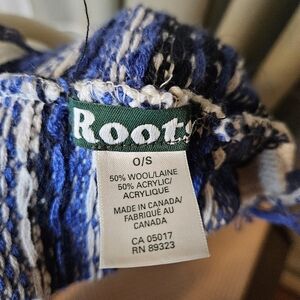 Roots
O/S
50% WOOL/LAINE
50% ACRYLIC/
ACRYLIQUE
MADE IN CANADA/
FABRIQUÉ AU
CANADA
CA 05017
RN 89323